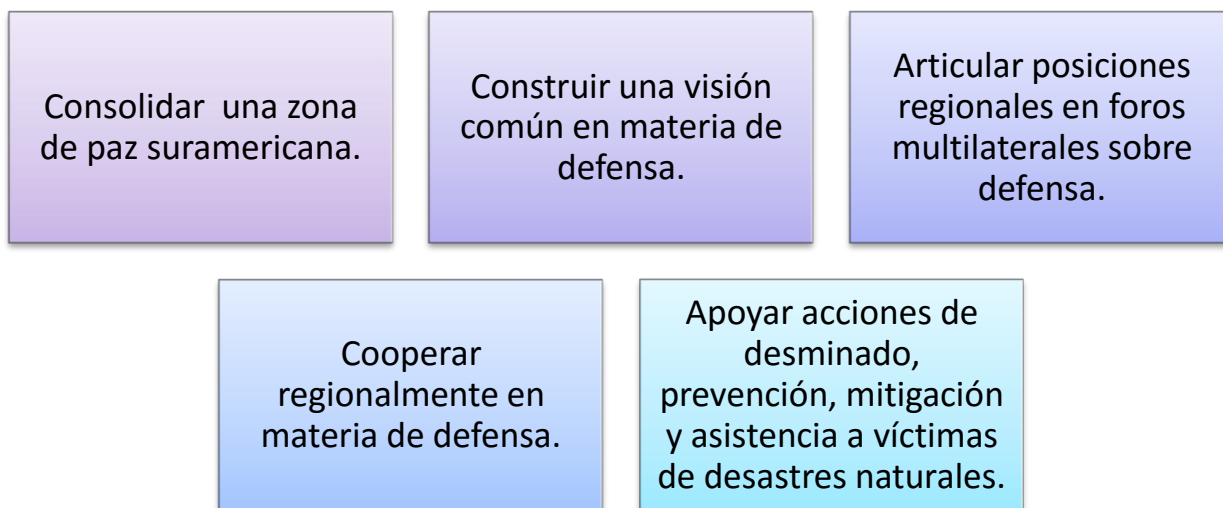 Consolidar una zona
de paz suramericana.
Construir una visión
común en materia de
defensa.
Articular posiciones
regionales en foros
multilaterales sobre
defensa.
Cooperar
regionalmente en
materia de defensa.
Apoyar acciones de
desminado,
prevención, mitigación
y asistencia a víctimas
de desastres naturales.